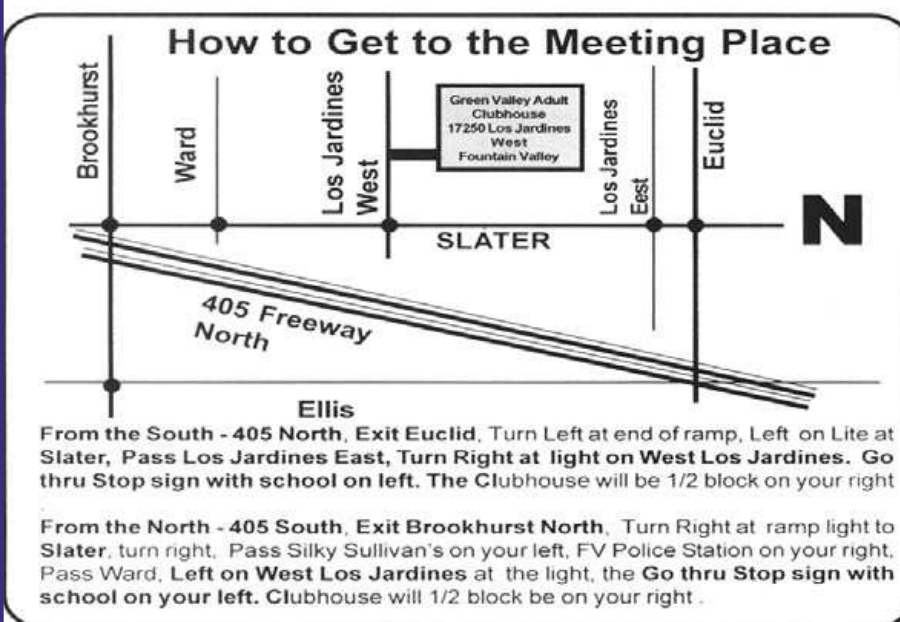 How to Get to the Meeting Place
Brookhurst
Ward
Los Jardines
West
Green Valley Adult
Clubhouse
17250 Los Jardines
West
Fountain Valley
Los Jardines
Eest
Euclid
N
SLATER
405 Freeway
North
Ellis
From the South - 405 North, Exit Euclid, Turn Left at end of ramp, Left on Lite at
Slater, Pass Los Jardines East, Turn Right at light on West Los Jardines. Go
thru Stop sign with school on left. The Clubhouse will be 1/2 block on your right
.
From the North - 405 South, Exit Brookhurst North, Turn Right at ramp light to
Slater, turn right, Pass Silky Sullivan's on your left, FV Police Station on your right,
Pass Ward, Left on West Los Jardines at the light, the Go thru Stop sign with
school on your left. Clubhouse will 1/2 block be on your right .